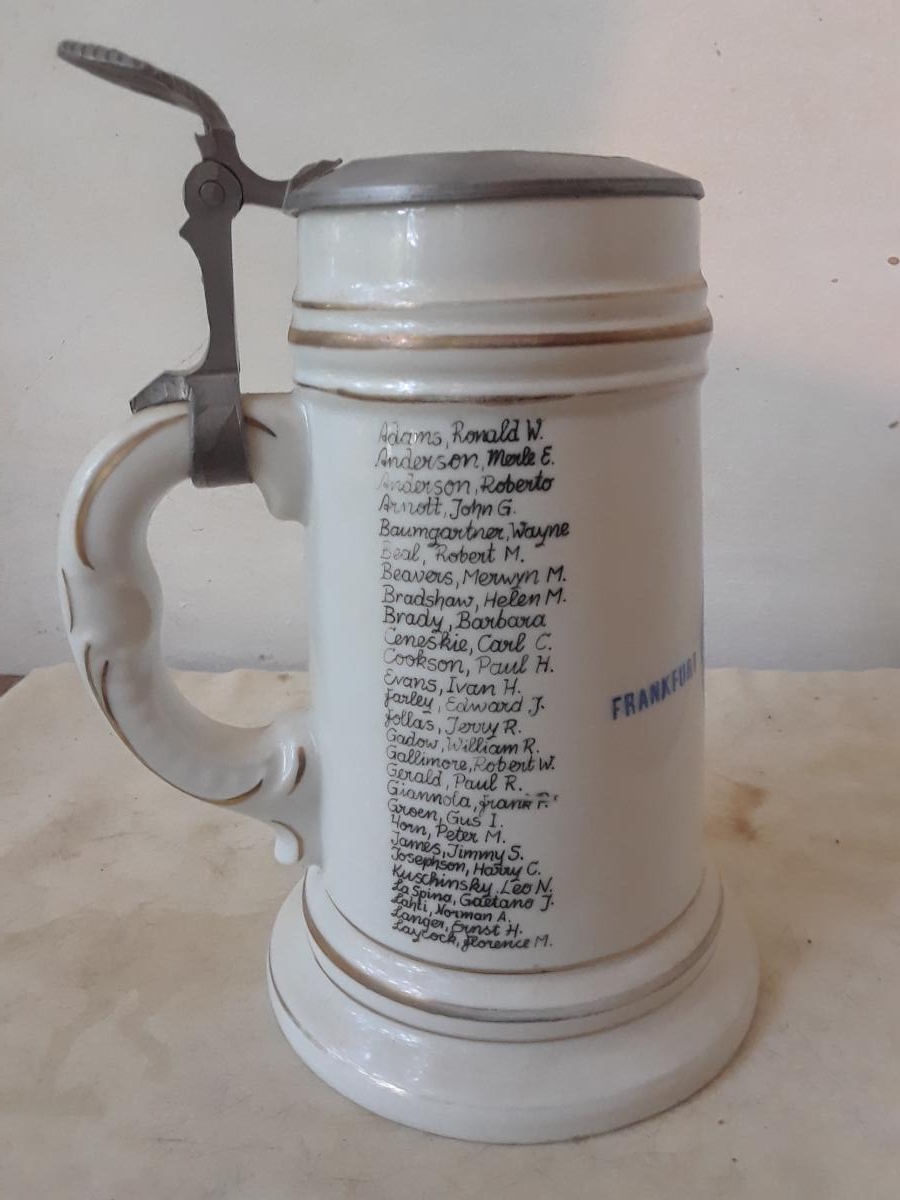 Adams, Ronald W.
Anderson, Merle E.
Anderson, Roberto
Arnott, John G.
Baumgartner, Wayne
Beal, Robert M.
Beavers, Merwyn M.
Bradshaw, Helen M.
Brady, Barbara
Ceneskie, Carl C.
Cookson, Paul H.
Evans, Ivan H.
Farley, Edward J.
Follas, Jerry R.
Gadow, William R.
Gallimore, Robert W.
Gerald, Paul R.
Giannola, Frank F.
Groen, Gus I.
Horn, Peter M.
James, Jimmy S.
Josephson, Harry C.
Kuschinsky, Leo N.
La Spina, Gaetano J.
Lahti, Norman A.
Langer, Ernst H.
Laycock, Florence M.
FRANKFURT